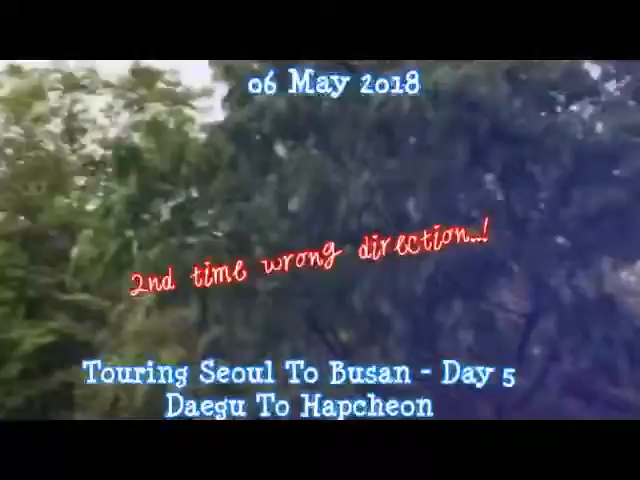 06 May 2018
2nd time wrong direction...!
Touring Seoul To Busan - Day 5
Daegu To Hapcheon